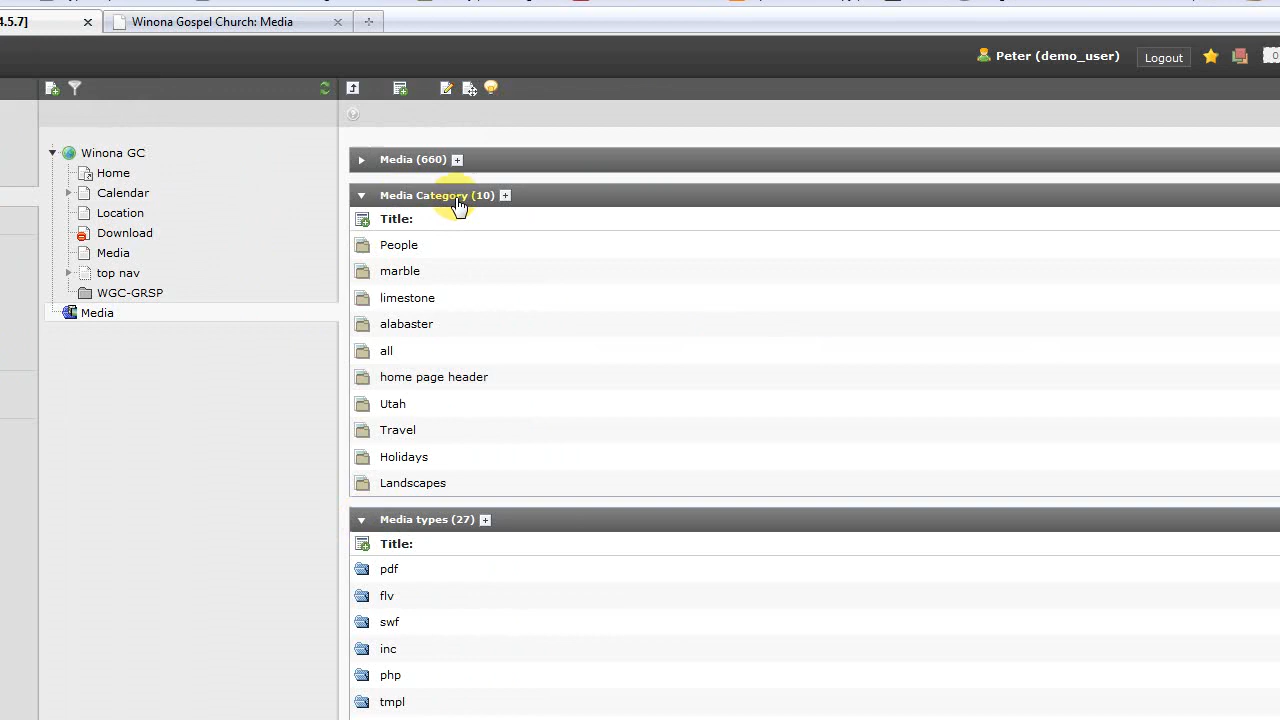 4.5.7]
Winona Gospel Church: Media
Peter (demo_user)
Logout
0
Winona GC
Home
Calendar
Location
Download
Media
top nav
WGC-GRSP
Media
Media (660)
Media Category (10)
Title:
People
marble
limestone
alabaster
all
home page header
Utah
Travel
Holidays
Landscapes
Media types (27)
Title:
pdf
flv
swf
inc
php
tmpl